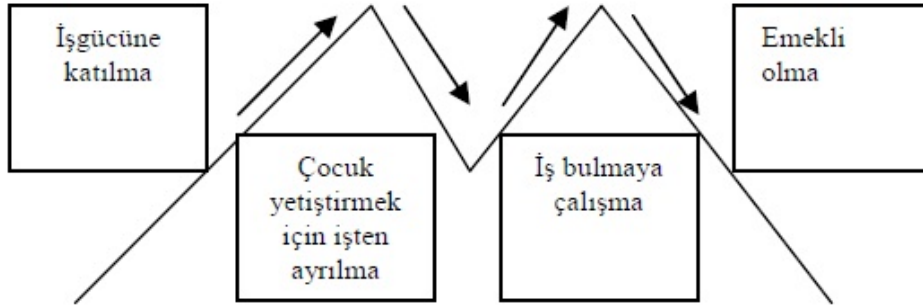 İşgücüne
katılma
Çocuk
yetiştirmek
için işten
ayrılma
İş bulmaya
çalışma
Emekli
olma